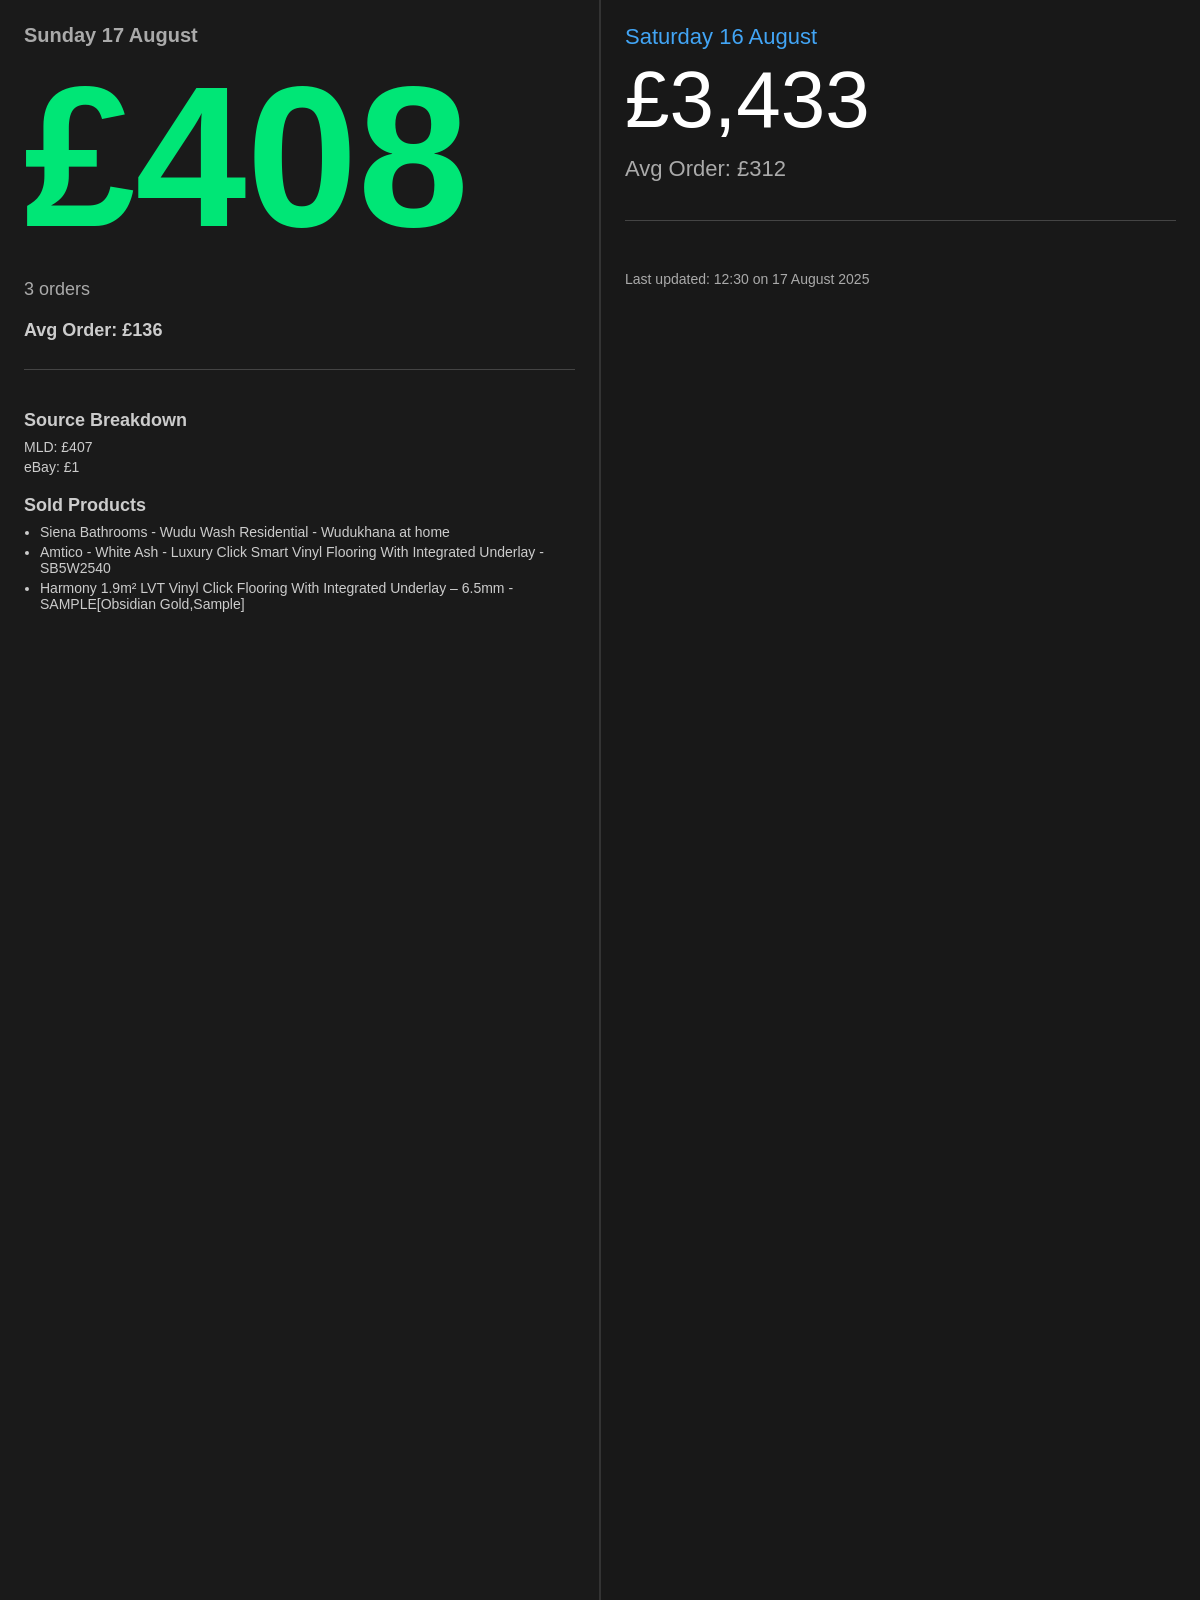 Sunday 17 August
£408
3 orders
Avg Order: £136
Source Breakdown
MLD: £407
eBay: £1
Sold Products
• Siena Bathrooms - Wudu Wash Residential - Wudukhana at home
• Amtico - White Ash - Luxury Click Smart Vinyl Flooring With Integrated Underlay -
SB5W2540
• Harmony 1.9m² LVT Vinyl Click Flooring With Integrated Underlay – 6.5mm -
SAMPLE[Obsidian Gold,Sample]
Saturday 16 August
£3,433
Avg Order: £312
Last updated: 12:30 on 17 August 2025